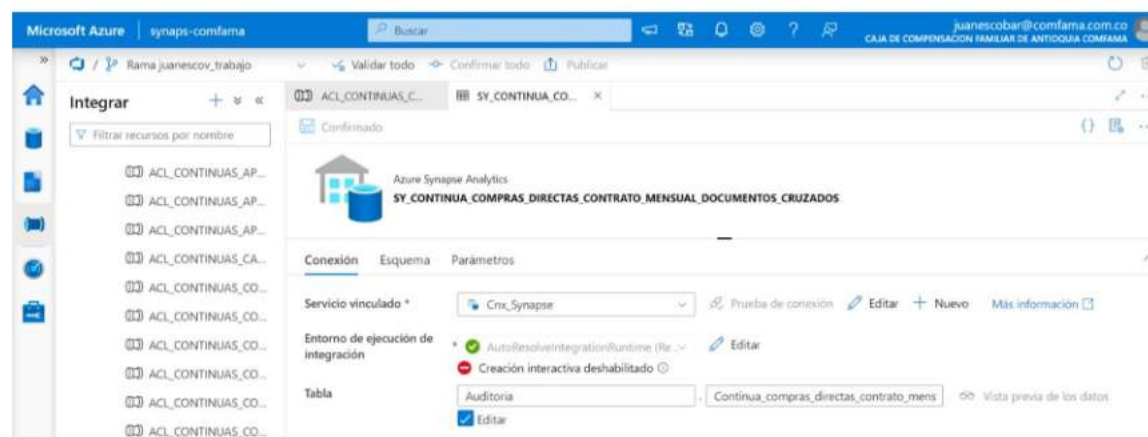 Microsoft Azure synaps-comfama Buscar juanescobar@comfama.com.co
CAJA DE COMPENSACION FAMILIAR DE ANTIOQUIA COMFAMA
/ Rama juanescov_trabajo Validar todo Confirmar todo Publicar
Integrar
ACL_CONTINUAS_C... SY_CONTINUA_CO...
Filtrar recursos por nombre
Confirmado
ACL_CONTINUAS_AP...
ACL_CONTINUAS_AP...
ACL_CONTINUAS_AP...
ACL_CONTINUAS_CA...
ACL_CONTINUAS_CO...
ACL_CONTINUAS_CO...
ACL_CONTINUAS_CO...
ACL_CONTINUAS_CO...
ACL_CONTINUAS_CO...
ACL_CONTINUAS_CO...
Azure Synapse Analytics
SY_CONTINUA_COMPRAS_DIRECTAS_CONTRATO_MENSUAL_DOCUMENTOS_CRUZADOS
Conexión Esquema Parámetros
Servicio vinculado * Cnx_Synapse Prueba de conexión Editar Nuevo Más información
Entorno de ejecución de integración * AutoResolveIntegrationRuntime (Re... Editar
Creación interactiva deshabilitado
Tabla Auditoria . Continua_compras_directas_contrato_mens Vista previa de los datos
Editar